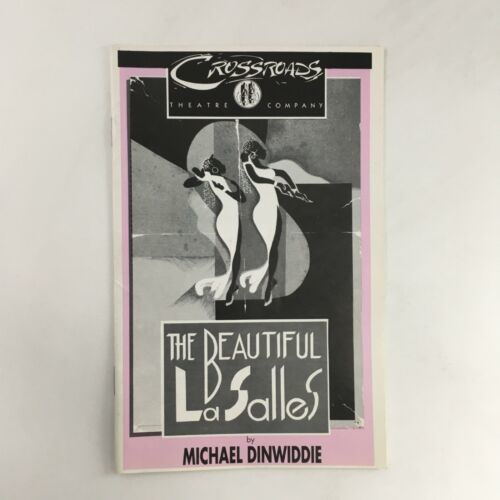 CROSSROADS
THEATRE COMPANY
THE BEAUTIFUL
LaSalleS
by
MICHAEL DINWIDDIE